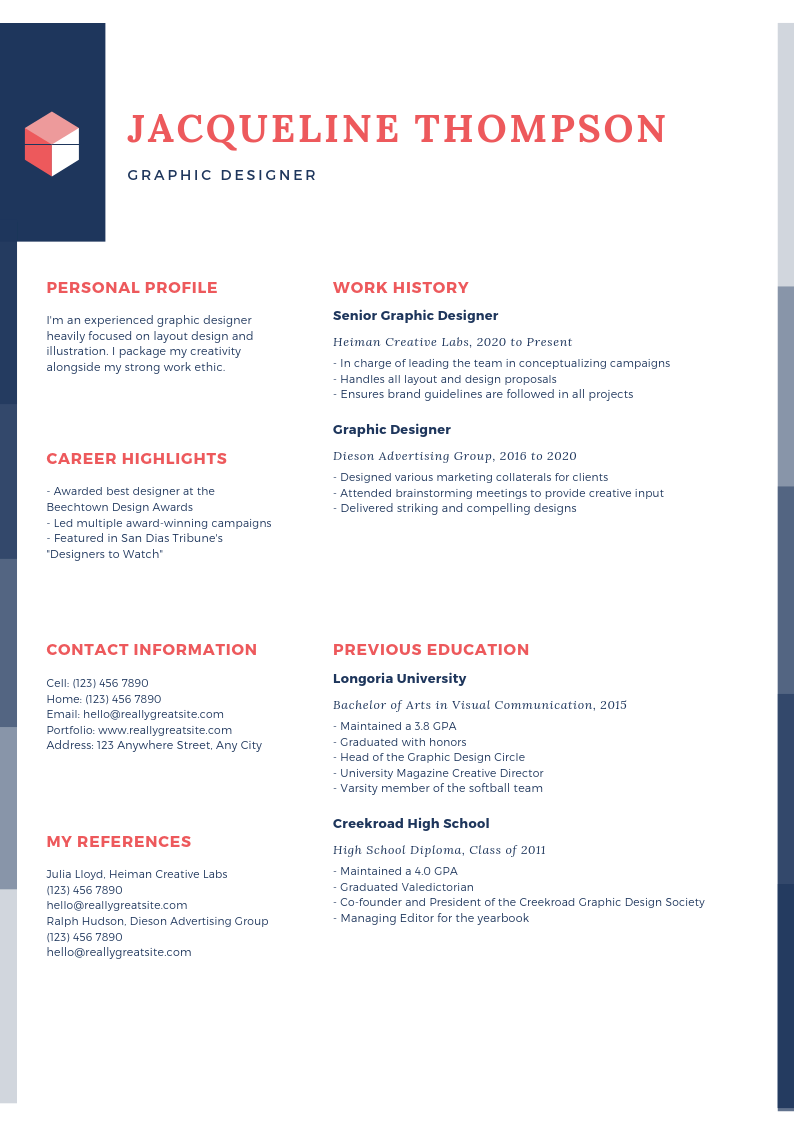 JACQUELINE THOMPSON
GRAPHIC DESIGNER
PERSONAL PROFILE
I'm an experienced graphic designer
heavily focused on layout design and
illustration. I package my creativity
alongside my strong work ethic.
CAREER HIGHLIGHTS
- Awarded best designer at the
Beechtown Design Awards
- Led multiple award-winning campaigns
- Featured in San Dias Tribune's
"Designers to Watch"
CONTACT INFORMATION
Cell: (123) 456 7890
Home: (123) 456 7890
Email: hello@reallygreatsite.com
Portfolio: www.reallygreatsite.com
Address: 123 Anywhere Street, Any City
MY REFERENCES
Julia Lloyd, Heiman Creative Labs
(123) 456 7890
hello@reallygreatsite.com
Ralph Hudson, Dieson Advertising Group
(123) 456 7890
hello@reallygreatsite.com
WORK HISTORY
Senior Graphic Designer
Heiman Creative Labs, 2020 to Present
- In charge of leading the team in conceptualizing campaigns
- Handles all layout and design proposals
- Ensures brand guidelines are followed in all projects
Graphic Designer
Dieson Advertising Group, 2016 to 2020
- Designed various marketing collaterals for clients
- Attended brainstorming meetings to provide creative input
- Delivered striking and compelling designs
PREVIOUS EDUCATION
Longoria University
Bachelor of Arts in Visual Communication, 2015
- Maintained a 3.8 GPA
- Graduated with honors
- Head of the Graphic Design Circle
- University Magazine Creative Director
- Varsity member of the softball team
Creekroad High School
High School Diploma, Class of 2011
- Maintained a 4.0 GPA
- Graduated Valedictorian
- Co-founder and President of the Creekroad Graphic Design Society
- Managing Editor for the yearbook